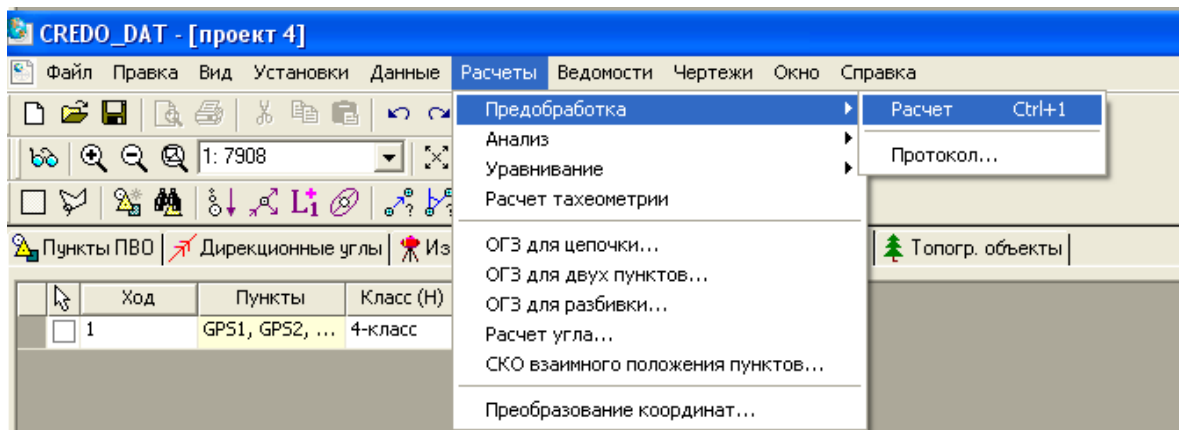 CREDO_DAT - [проект 4]
Файл Правка Вид Установки Данные Расчеты Ведомости Чертежи Окно Справка
Предобработка
Расчет Ctrl+1
Анализ
Протокол...
1: 7908
Уравнивание
Расчет тахеометрии
Пункты ПВО Дирекционные углы Из Топогр. объекты
ОГЗ для цепочки...
ОГЗ для двух пунктов...
Ход Пункты Класс (H)
ОГЗ для разбивки...
1 GPS1, GPS2, ... 4-класс
Расчет угла...
СКО взаимного положения пунктов...
Преобразование координат...